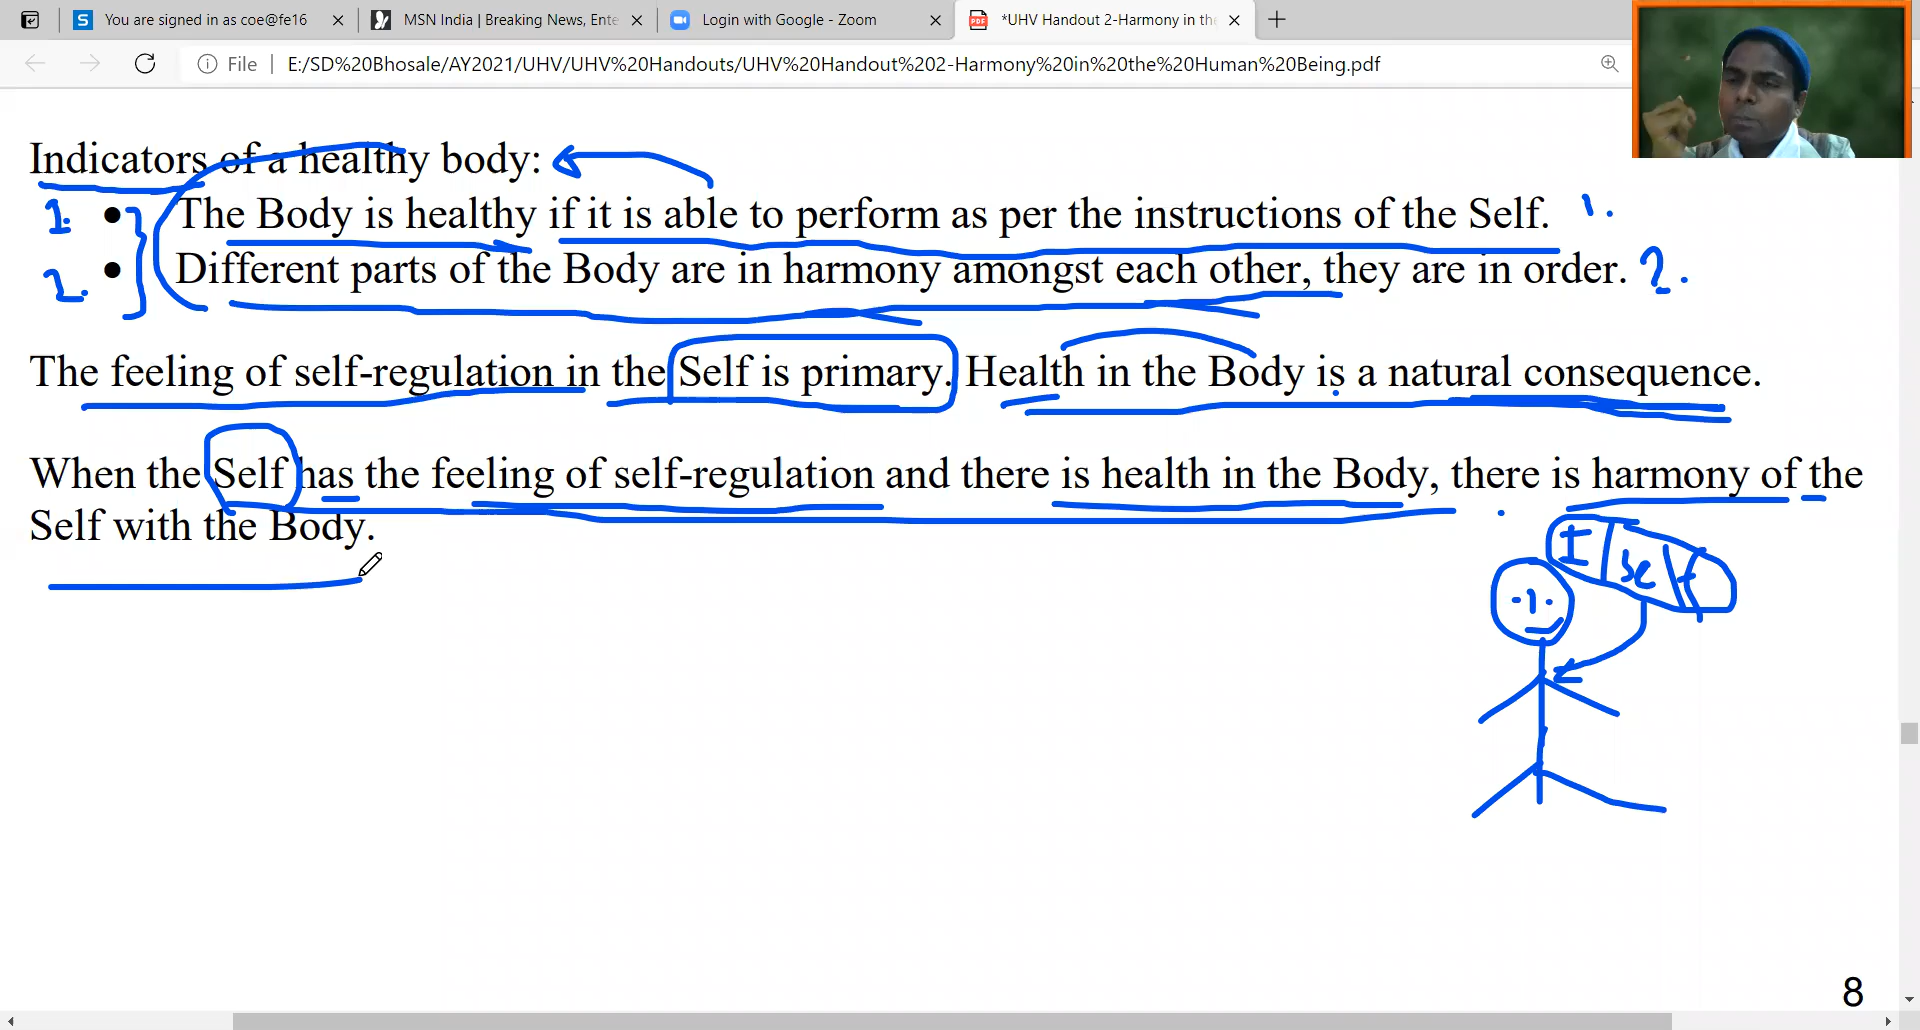 You are signed in as coe@fe16
MSN India | Breaking News, Ente
Login with Google - Zoom
*UHV Handout 2-Harmony in the
File | E:/SD%20Bhosale/AY2021/UHV/UHV%20Handouts/UHV%20Handout%202-Harmony%20in%20the%20Human%20Being.pdf
Indicators of a healthy body:
1. • The Body is healthy if it is able to perform as per the instructions of the Self. 1.
2. • Different parts of the Body are in harmony amongst each other, they are in order. 2.
The feeling of self-regulation in the Self is primary. Health in the Body is a natural consequence.
When the Self has the feeling of self-regulation and there is health in the Body, there is harmony of the
Self with the Body.
I/Self
8